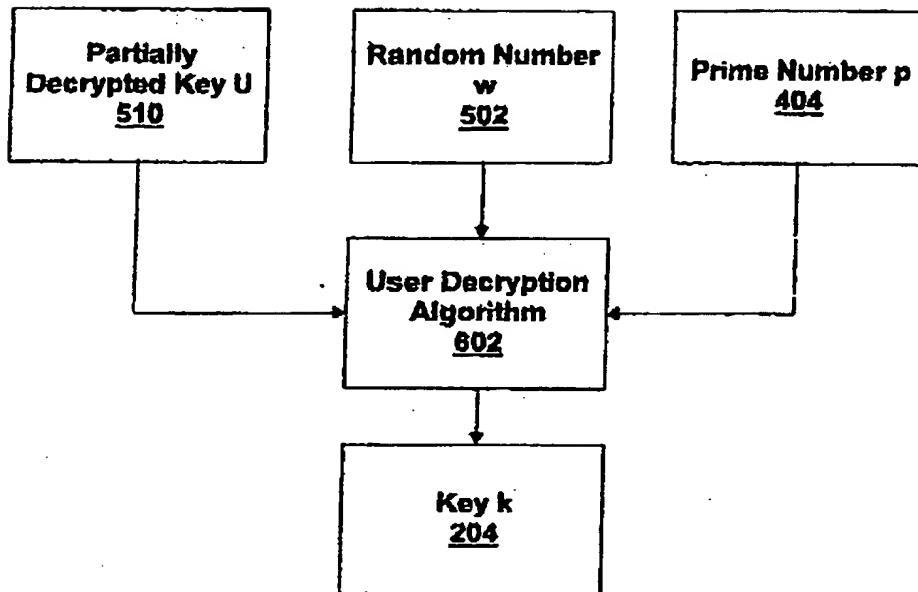 Partially
Decrypted Key U
510
Random Number
w
502
Prime Number p
404
User Decryption
Algorithm
602
Key k
204